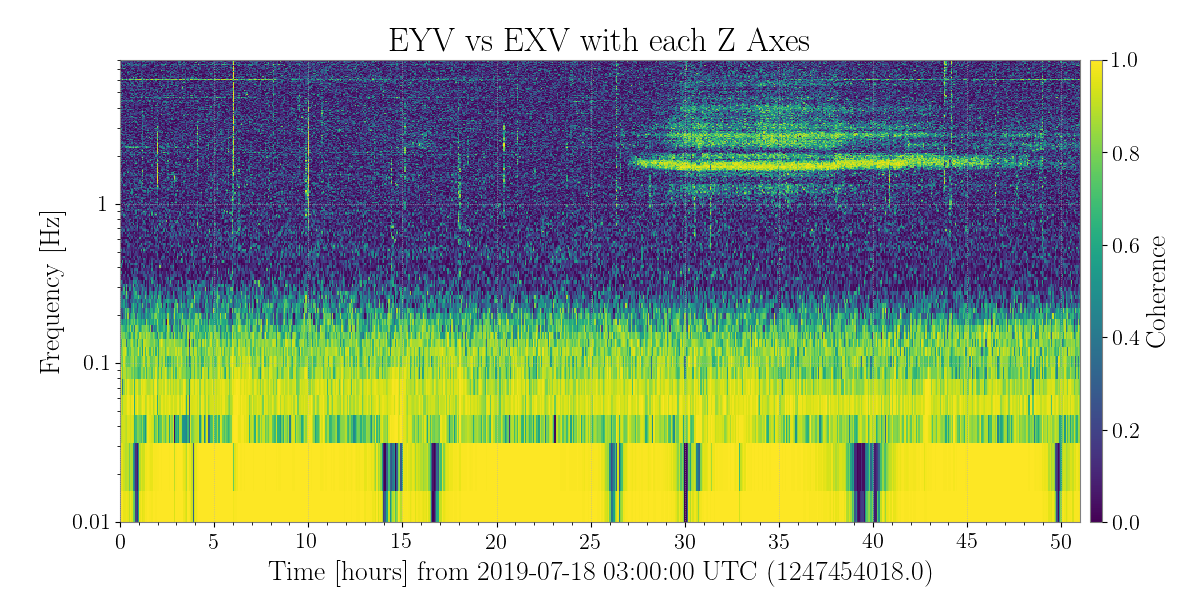 EYV vs EXV with each Z Axes
Frequency [Hz]
1
0.1
0.01
0 5 10 15 20 25 30 35 40 45 50
Time [hours] from 2019-07-18 03:00:00 UTC (1247454018.0)
1.0
0.8
0.6
0.4
0.2
0.0
Coherence